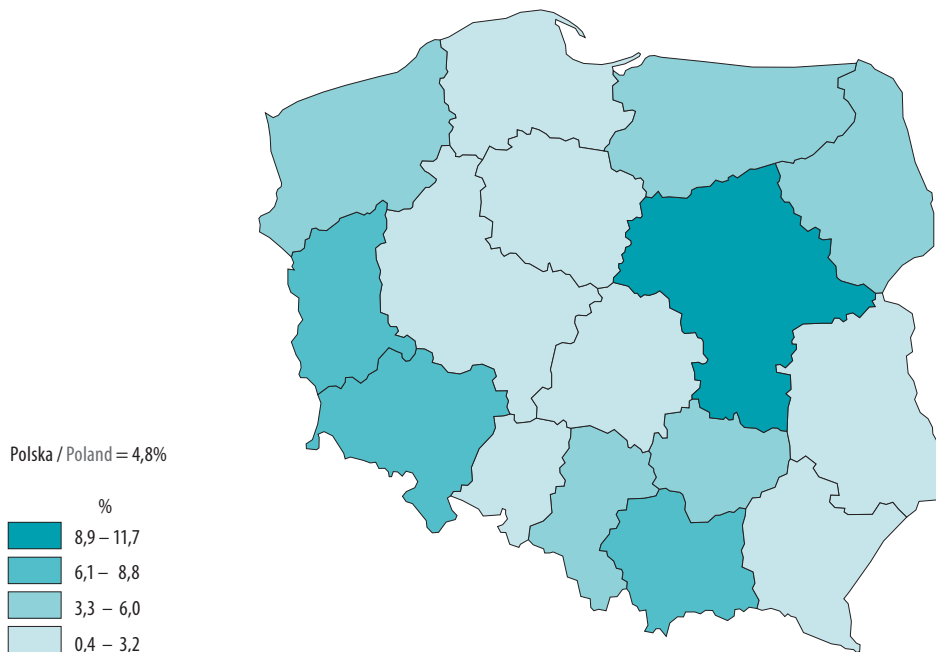 Polska / Poland = 4,8%
%
8,9 – 11,7
6,1 – 8,8
3,3 – 6,0
0,4 – 3,2